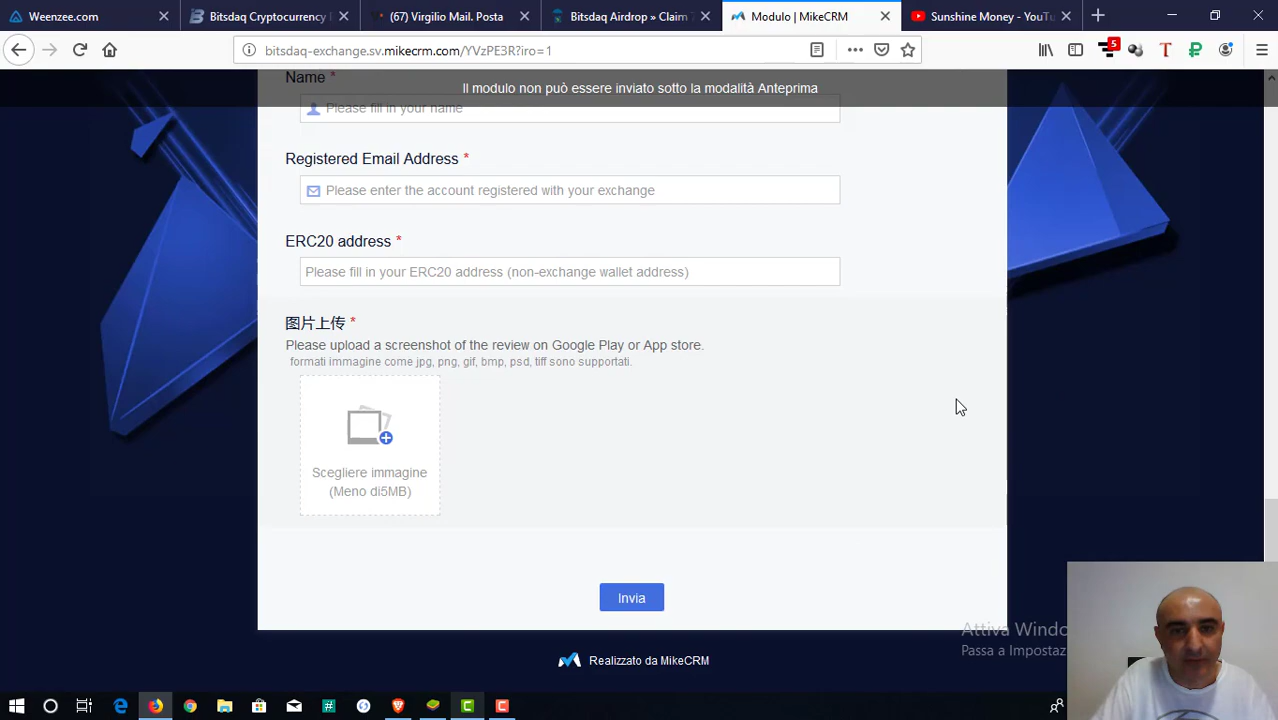 Weenzee.com
Bitsdaq Cryptocurrency
(67) Virgilio Mail. Posta
Bitsdaq Airdrop » Claim
Modulo | MikeCRM
Sunshine Money - YouTu
bitsdaq-exchange.sv.mikecrm.com/YVzPE3R?iro=1
5
Name *
Il modulo non può essere inviato sotto la modalità Anteprima
Please fill in your name
Registered Email Address *
Please enter the account registered with your exchange
ERC20 address *
Please fill in your ERC20 address (non-exchange wallet address)
图片上传 *
Please upload a screenshot of the review on Google Play or App store.
formati immagine come jpg, png, gif, bmp, psd, tiff sono supportati.
Scegliere immagine
(Meno di5MB)
Invia
Attiva Windo
Passa a Impostaz
Realizzato da MikeCRM